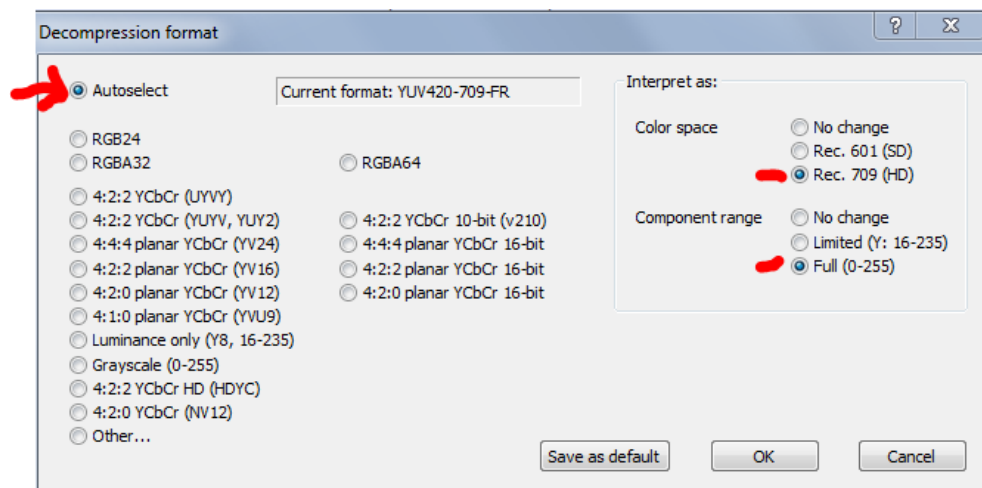 Decompression format
Autoselect
Current format: YUV420-709-FR
RGB24
RGBA32
RGBA64
4:2:2 YCbCr (UYVY)
4:2:2 YCbCr (YUYV, YUY2)
4:2:2 YCbCr 10-bit (v210)
4:4:4 planar YCbCr (YV24)
4:4:4 planar YCbCr 16-bit
4:2:2 planar YCbCr (YV16)
4:2:2 planar YCbCr 16-bit
4:2:0 planar YCbCr (YV12)
4:2:0 planar YCbCr 16-bit
4:1:0 planar YCbCr (YVU9)
Luminance only (Y8, 16-235)
Grayscale (0-255)
4:2:2 YCbCr HD (HDYC)
4:2:0 YCbCr (NV12)
Other...
Interpret as:
Color space
No change
Rec. 601 (SD)
Rec. 709 (HD)
Component range
No change
Limited (Y: 16-235)
Full (0-255)
Save as default
OK
Cancel